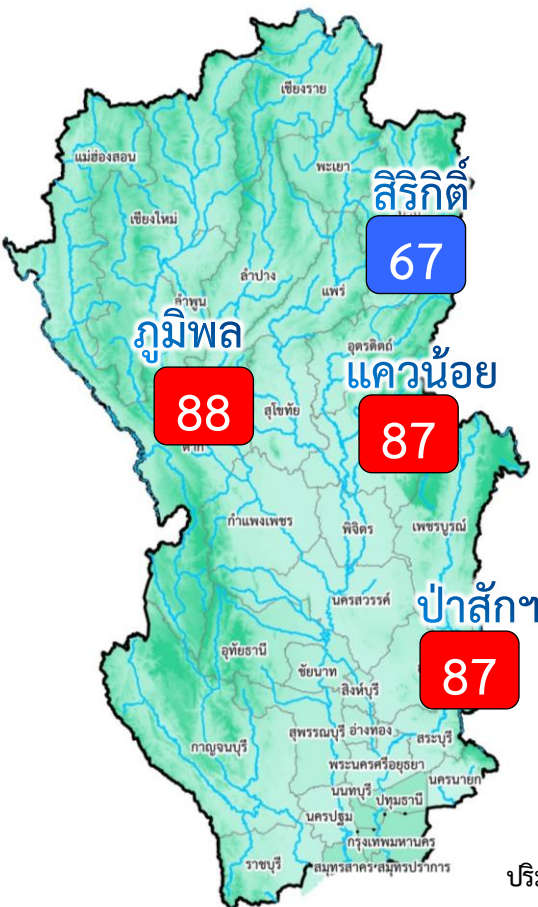 เชียงราย
แม่ฮ่องสอน
พะเยา
สิริกิติ์
เชียงใหม่
67
ลำปาง
ลำพูน
แพร่
ภูมิพล
อุตรดิตถ์
แควน้อย
88
สุโขทัย
87
ตาก
กำแพงเพชร
พิจิตร
เพชรบูรณ์
นครสวรรค์
ป่าสักฯ
อุทัยธานี
ชัยนาท
87
สิงห์บุรี
สุพรรณบุรี อ่างทอง
สระบุรี
กาญจนบุรี
พระนครศรีอยุธยา
นครนายก
นนทบุรี
ปทุมธานี
นครปฐม
กรุงเทพมหานคร
ราชบุรี
สมุทรสาคร สมุทรปราการ